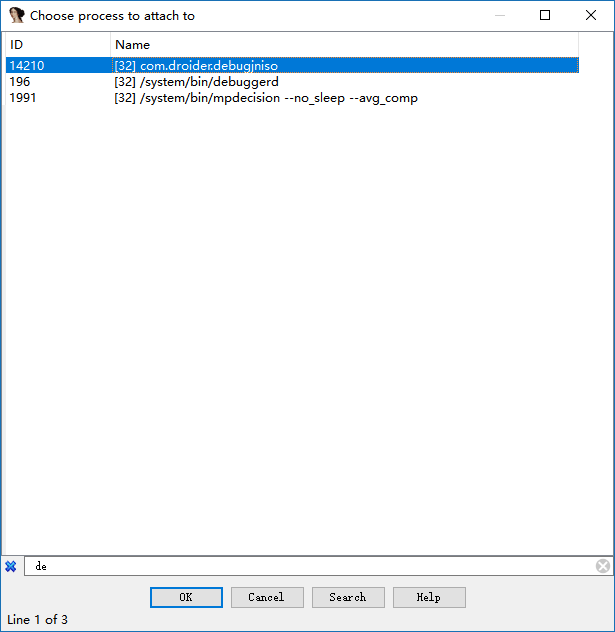 Choose process to attach to
ID Name
14210 [32] com.droider.debugjniso
196 [32] /system/bin/debuggerd
1991 [32] /system/bin/mpdecision --no_sleep --avg_comp
de
OK Cancel Search Help
Line 1 of 3